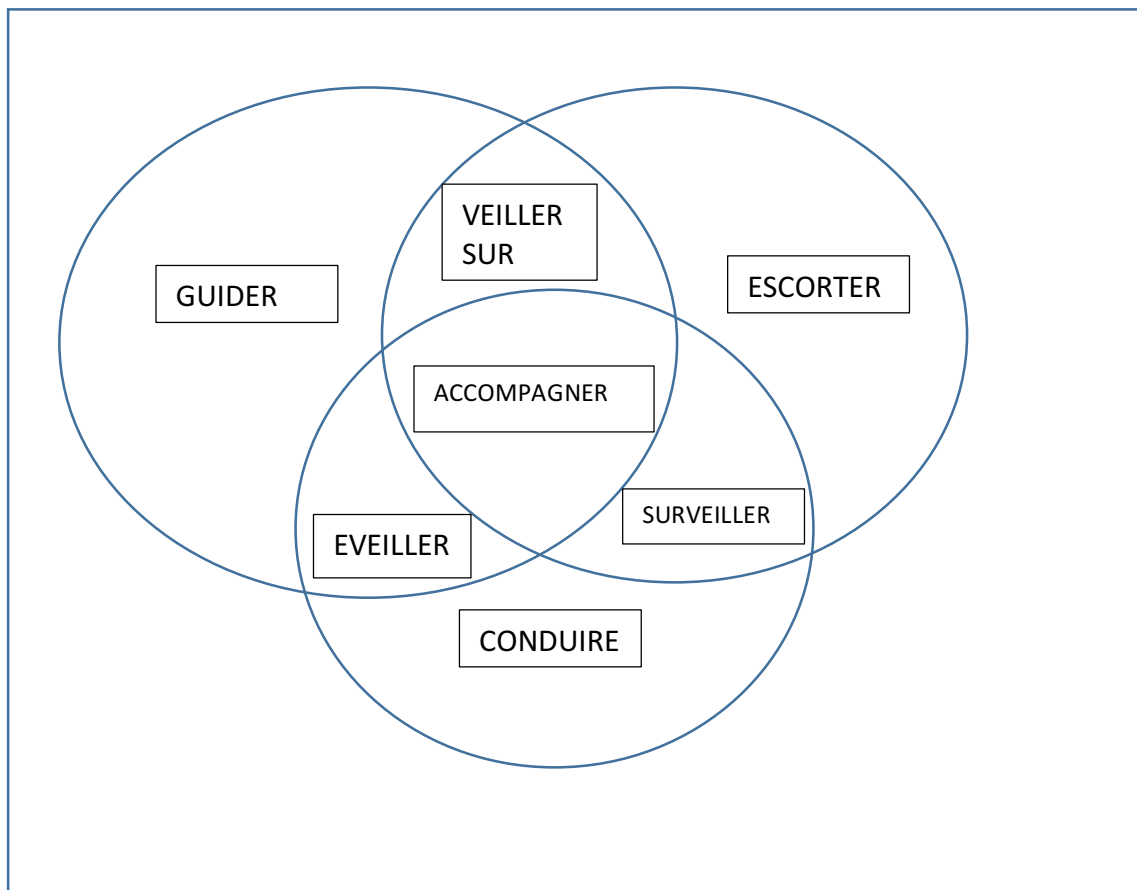 VEILLER
SUR
GUIDER
ESCORTER
ACCOMPAGNER
SURVEILLER
EVEILLER
CONDUIRE